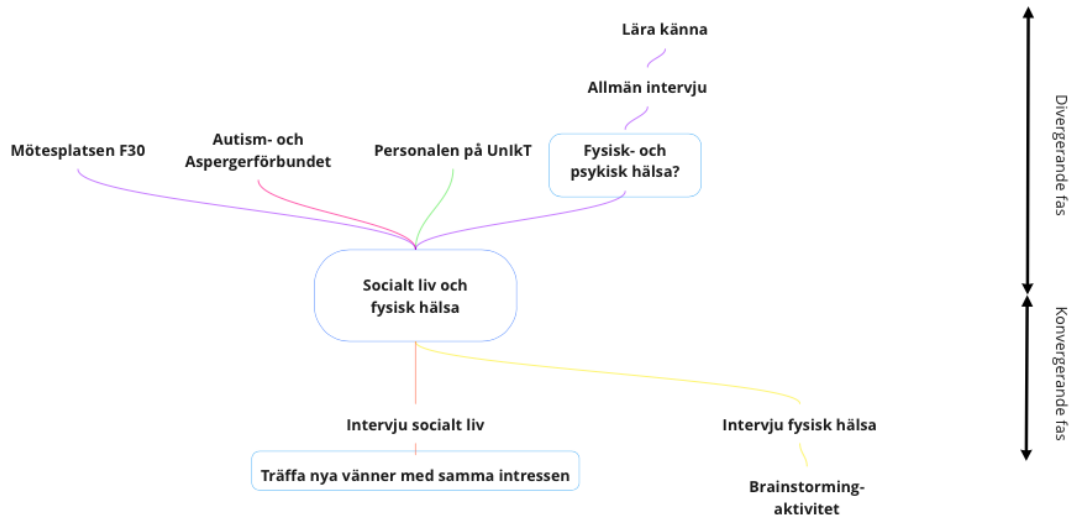 Lära känna
Allmän intervju
Mötesplatsen F30
Autism- och
Aspergerförbundet
Personalen på UnIkT
Fysisk- och
psykisk hälsa?
Divergerande fas
Socialt liv och
fysisk hälsa
Konvergerande fas
Intervju socialt liv
Intervju fysisk hälsa
Träffa nya vänner med samma intressen
Brainstorming-
aktivitet